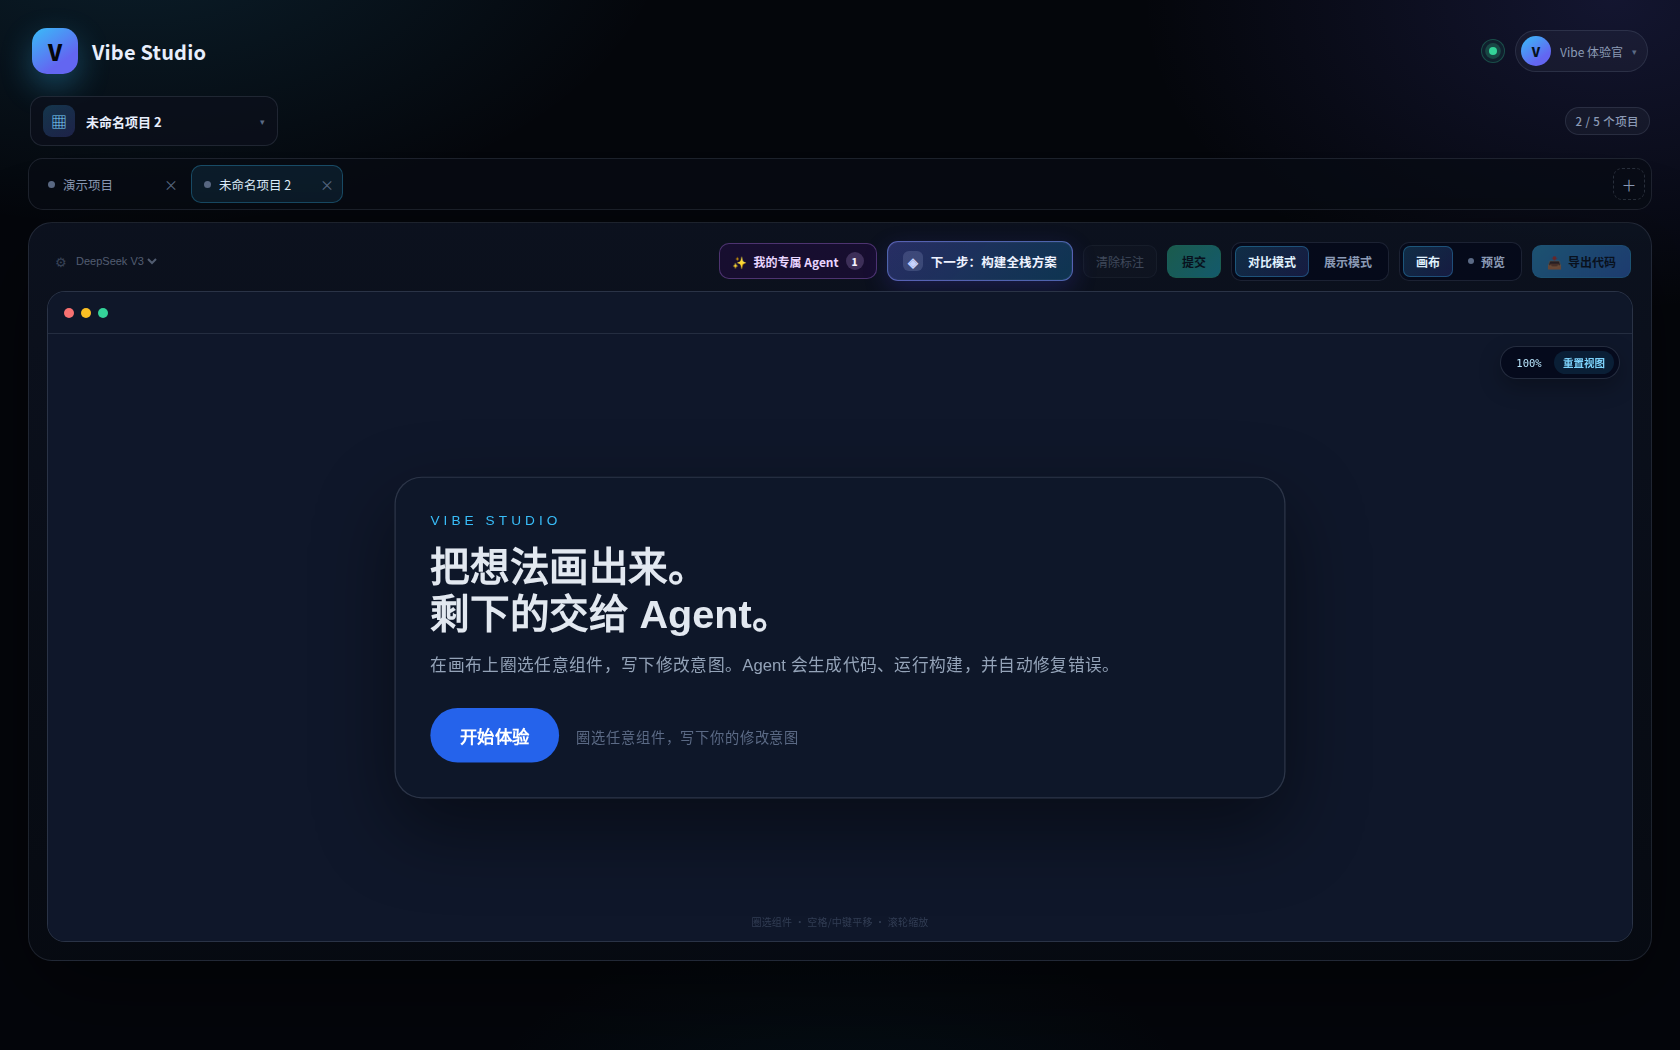 V
Vibe Studio
V
Vibe 体验官
未命名项目 2
2 / 5 个项目
演示项目
未命名项目 2
DeepSeek V3
我的专属 Agent 1
下一步：构建全栈方案
清除标注
提交
对比模式
展示模式
画布
预览
导出代码
100%
重置视图
VIBE STUDIO
把想法画出来。
剩下的交给 Agent。
在画布上圈选任意组件，写下修改意图。Agent 会生成代码、运行构建，并自动修复错误。
开始体验
圈选任意组件，写下你的修改意图
圈选组件 · 空格/中键平移 · 滚轮缩放